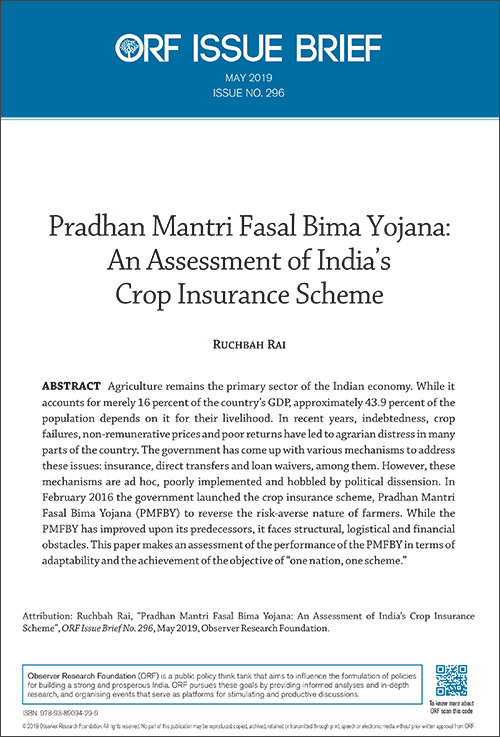 ORF ISSUE BRIEF
MAY 2019
ISSUE NO. 296
Pradhan Mantri Fasal Bima Yojana:
An Assessment of India's
Crop Insurance Scheme
RUCHBAH RAI
ABSTRACT Agriculture remains the primary sector of the Indian economy. While it
accounts for merely 16 percent of the country's GDP, approximately 43.9 percent of the
population depends on it for their livelihood. In recent years, indebtedness, crop
failures, non-remunerative prices and poor returns have led to agrarian distress in many
parts of the country. The government has come up with various mechanisms to address
these issues: insurance, direct transfers and loan waivers, among them. However, these
mechanisms are ad hoc, poorly implemented and hobbled by political dissension. In
February 2016 the government launched the crop insurance scheme, Pradhan Mantri
Fasal Bima Yojana (PMFBY) to reverse the risk-averse nature of farmers. While the
PMFBY has improved upon its predecessors, it faces structural, logistical and financial
obstacles. This paper makes an assessment of the performance of the PMFBY in terms of
adaptability and the achievement of the objective of "one nation, one scheme."
Attribution: Ruchbah Rai, "Pradhan Mantri Fasal Bima Yojana: An Assessment of India's Crop Insurance
Scheme", ORF Issue Brief No. 296, May 2019, Observer Research Foundation.
Observer Research Foundation (ORF) is a public policy think tank that aims to influence the formulation of policies
for building a strong and prosperous India. ORF pursues these goals by providing informed analyses and in-depth
research, and organising events that serve as platforms for stimulating and productive discussions.
To know more about
ORF scan this code
ISBN 978-93-89094-29-9
© 2019 Observer Research Foundation. All rights reserved. No part of this publication may be reproduced, copied, archived, retained or transmitted through print, speech or electronic media without prior written approval from ORF.